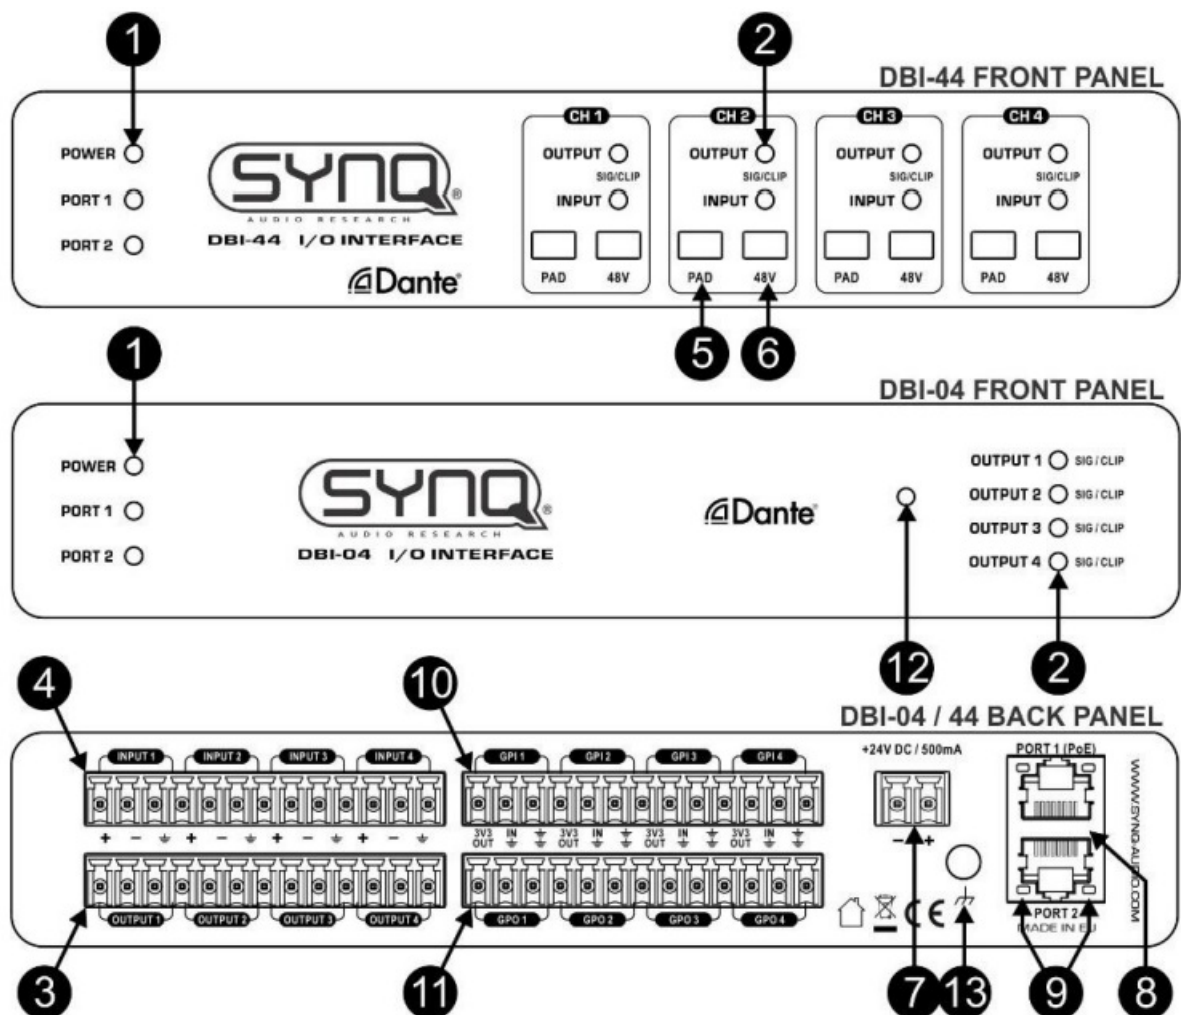 1 2
DBI-44 FRONT PANEL
CH 1 CH 2 CH 3 CH 4
POWER OUTPUT OUTPUT OUTPUT OUTPUT
SYNQ®
SIG/CLIP SIG/CLIP SIG/CLIP SIG/CLIP
PORT 1 INPUT INPUT INPUT INPUT
AUDIO RESEARCH
DBI-44 I/O INTERFACE
PORT 2
Dante®
PAD 48V PAD 48V PAD 48V PAD 48V
1 5 6
DBI-04 FRONT PANEL
POWER OUTPUT 1 SIG/CLIP
SYNQ®
OUTPUT 2 SIG/CLIP
PORT 1 Dante®
AUDIO RESEARCH OUTPUT 3 SIG/CLIP
PORT 2 DBI-04 I/O INTERFACE
OUTPUT 4 SIG/CLIP
12 2
4 10
DBI-04 / 44 BACK PANEL
INPUT 1 INPUT 2 INPUT 3 INPUT 4 GPI 1 GPI 2 GPI 3 GPI 4 +24V DC / 500mA PORT 1 (PoE)
+ − + − + − + − 3V3 IN 3V3 IN 3V3 IN 3V3 IN − +
OUT OUT OUT OUT
WWW.SYNQ-AUDIO.COM
OUTPUT 1 OUTPUT 2 OUTPUT 3 OUTPUT 4 GPO 1 GPO 2 GPO 3 GPO 4 CE PORT 2
MADE IN EU
3 11 7 13 9 8